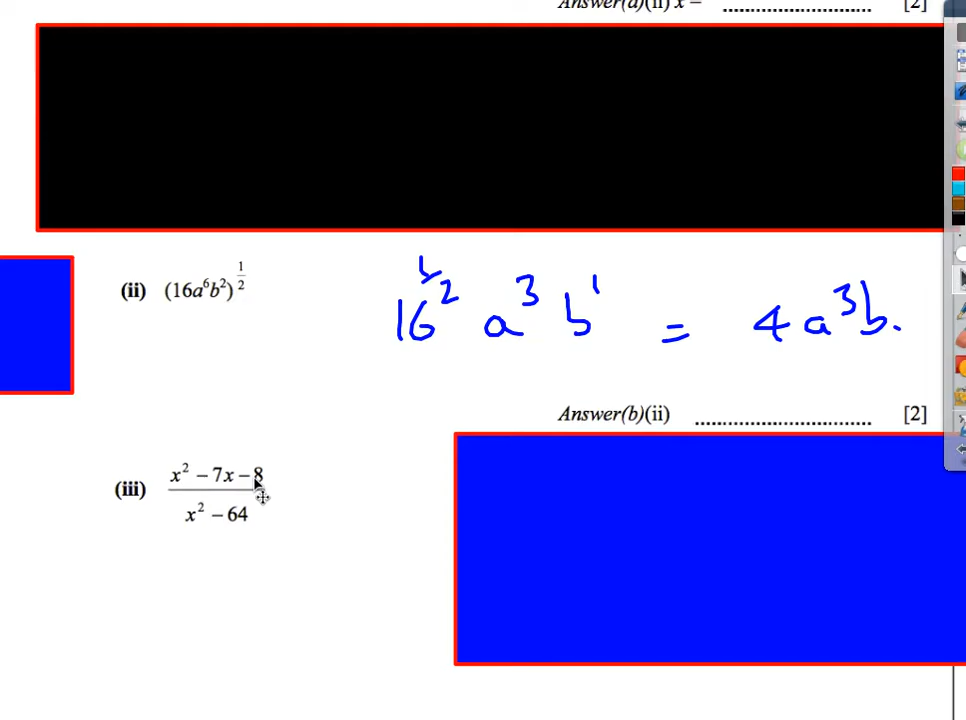 Answer(a)(ii) x = ............................ [2]
(ii) (16a⁶b²)^(1/2) 16^(1/2) a³ b¹ = 4a³b.
Answer(b)(ii) ............................... [2]
(iii) (x² − 7x − 8)/(x² − 64)